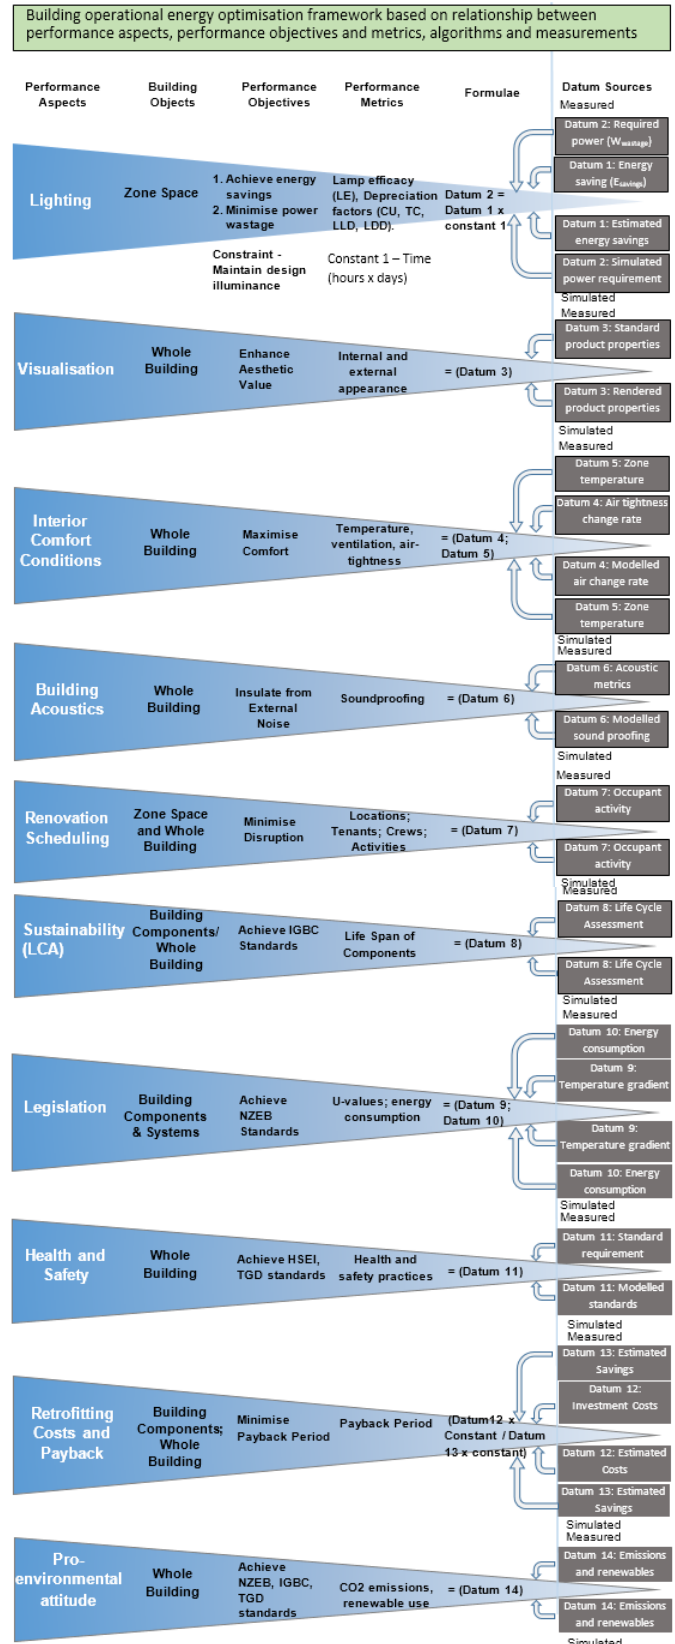 Building operational energy optimisation framework based on relationship between
performance aspects, performance objectives and metrics, algorithms and measurements
Performance
Aspects
Building
Objects
Performance
Objectives
Performance
Metrics
Formulae
Datum Sources
Measured
Lighting
Zone Space
1. Achieve energy
savings
2. Minimise power
wastage
Constraint -
Maintain design
illuminance
Lamp efficacy
(LE), Depreciation
factors (CU, TC,
LLD, LDD).
Constant 1 – Time
(hours x days)
Datum 2 =
Datum 1 x
constant 1
Datum 2: Required
power (Wwastage)
Datum 1: Energy
saving (Esavings)
Datum 1: Estimated
energy savings
Datum 2: Simulated
power requirement
Simulated
Measured
Visualisation
Whole
Building
Enhance
Aesthetic
Value
Internal and
external
appearance
= (Datum 3)
Datum 3: Standard
product properties
Datum 3: Rendered
product properties
Simulated
Measured
Interior
Comfort
Conditions
Whole
Building
Maximise
Comfort
Temperature,
ventilation, air-
tightness
= (Datum 4;
Datum 5)
Datum 5: Zone
temperature
Datum 4: Air tightness
change rate
Datum 4: Modelled
air change rate
Datum 5: Zone
temperature
Simulated
Measured
Building
Acoustics
Whole
Building
Insulate from
External
Noise
Soundproofing
= (Datum 6)
Datum 6: Acoustic
metrics
Datum 6: Modelled
sound proofing
Simulated
Measured
Renovation
Scheduling
Zone Space
and Whole
Building
Minimise
Disruption
Locations;
Tenants; Crews;
Activities
= (Datum 7)
Datum 7: Occupant
activity
Datum 7: Occupant
activity
Simulated
Measured
Sustainability
(LCA)
Building
Components/
Whole
Building
Achieve IGBC
Standards
Life Span of
Components
= (Datum 8)
Datum 8: Life Cycle
Assessment
Datum 8: Life Cycle
Assessment
Simulated
Measured
Legislation
Building
Components
& Systems
Achieve
NZEB
Standards
U-values; energy
consumption
= (Datum 9;
Datum 10)
Datum 10: Energy
consumption
Datum 9:
Temperature gradient
Datum 9:
Temperature gradient
Datum 10: Energy
consumption
Simulated
Measured
Health and
Safety
Whole
Building
Achieve HSEI,
TGD standards
Health and
safety practices
= (Datum 11)
Datum 11: Standard
requirement
Datum 11: Modelled
standards
Simulated
Measured
Retrofitting
Costs and
Payback
Building
Components;
Whole
Building
Minimise
Payback Period
Payback Period
(Datum12 x
Constant / Datum
13 x constant)
Datum 13: Estimated
Savings
Datum 12:
Investment Costs
Datum 12: Estimated
Costs
Datum 13: Estimated
Savings
Simulated
Measured
Pro-
environmental
attitude
Whole
Building
Achieve
NZEB, IGBC,
TGD
standards
CO2 emissions,
renewable use
= (Datum 14)
Datum 14: Emissions
and renewables
Datum 14: Emissions
and renewables
Simulated